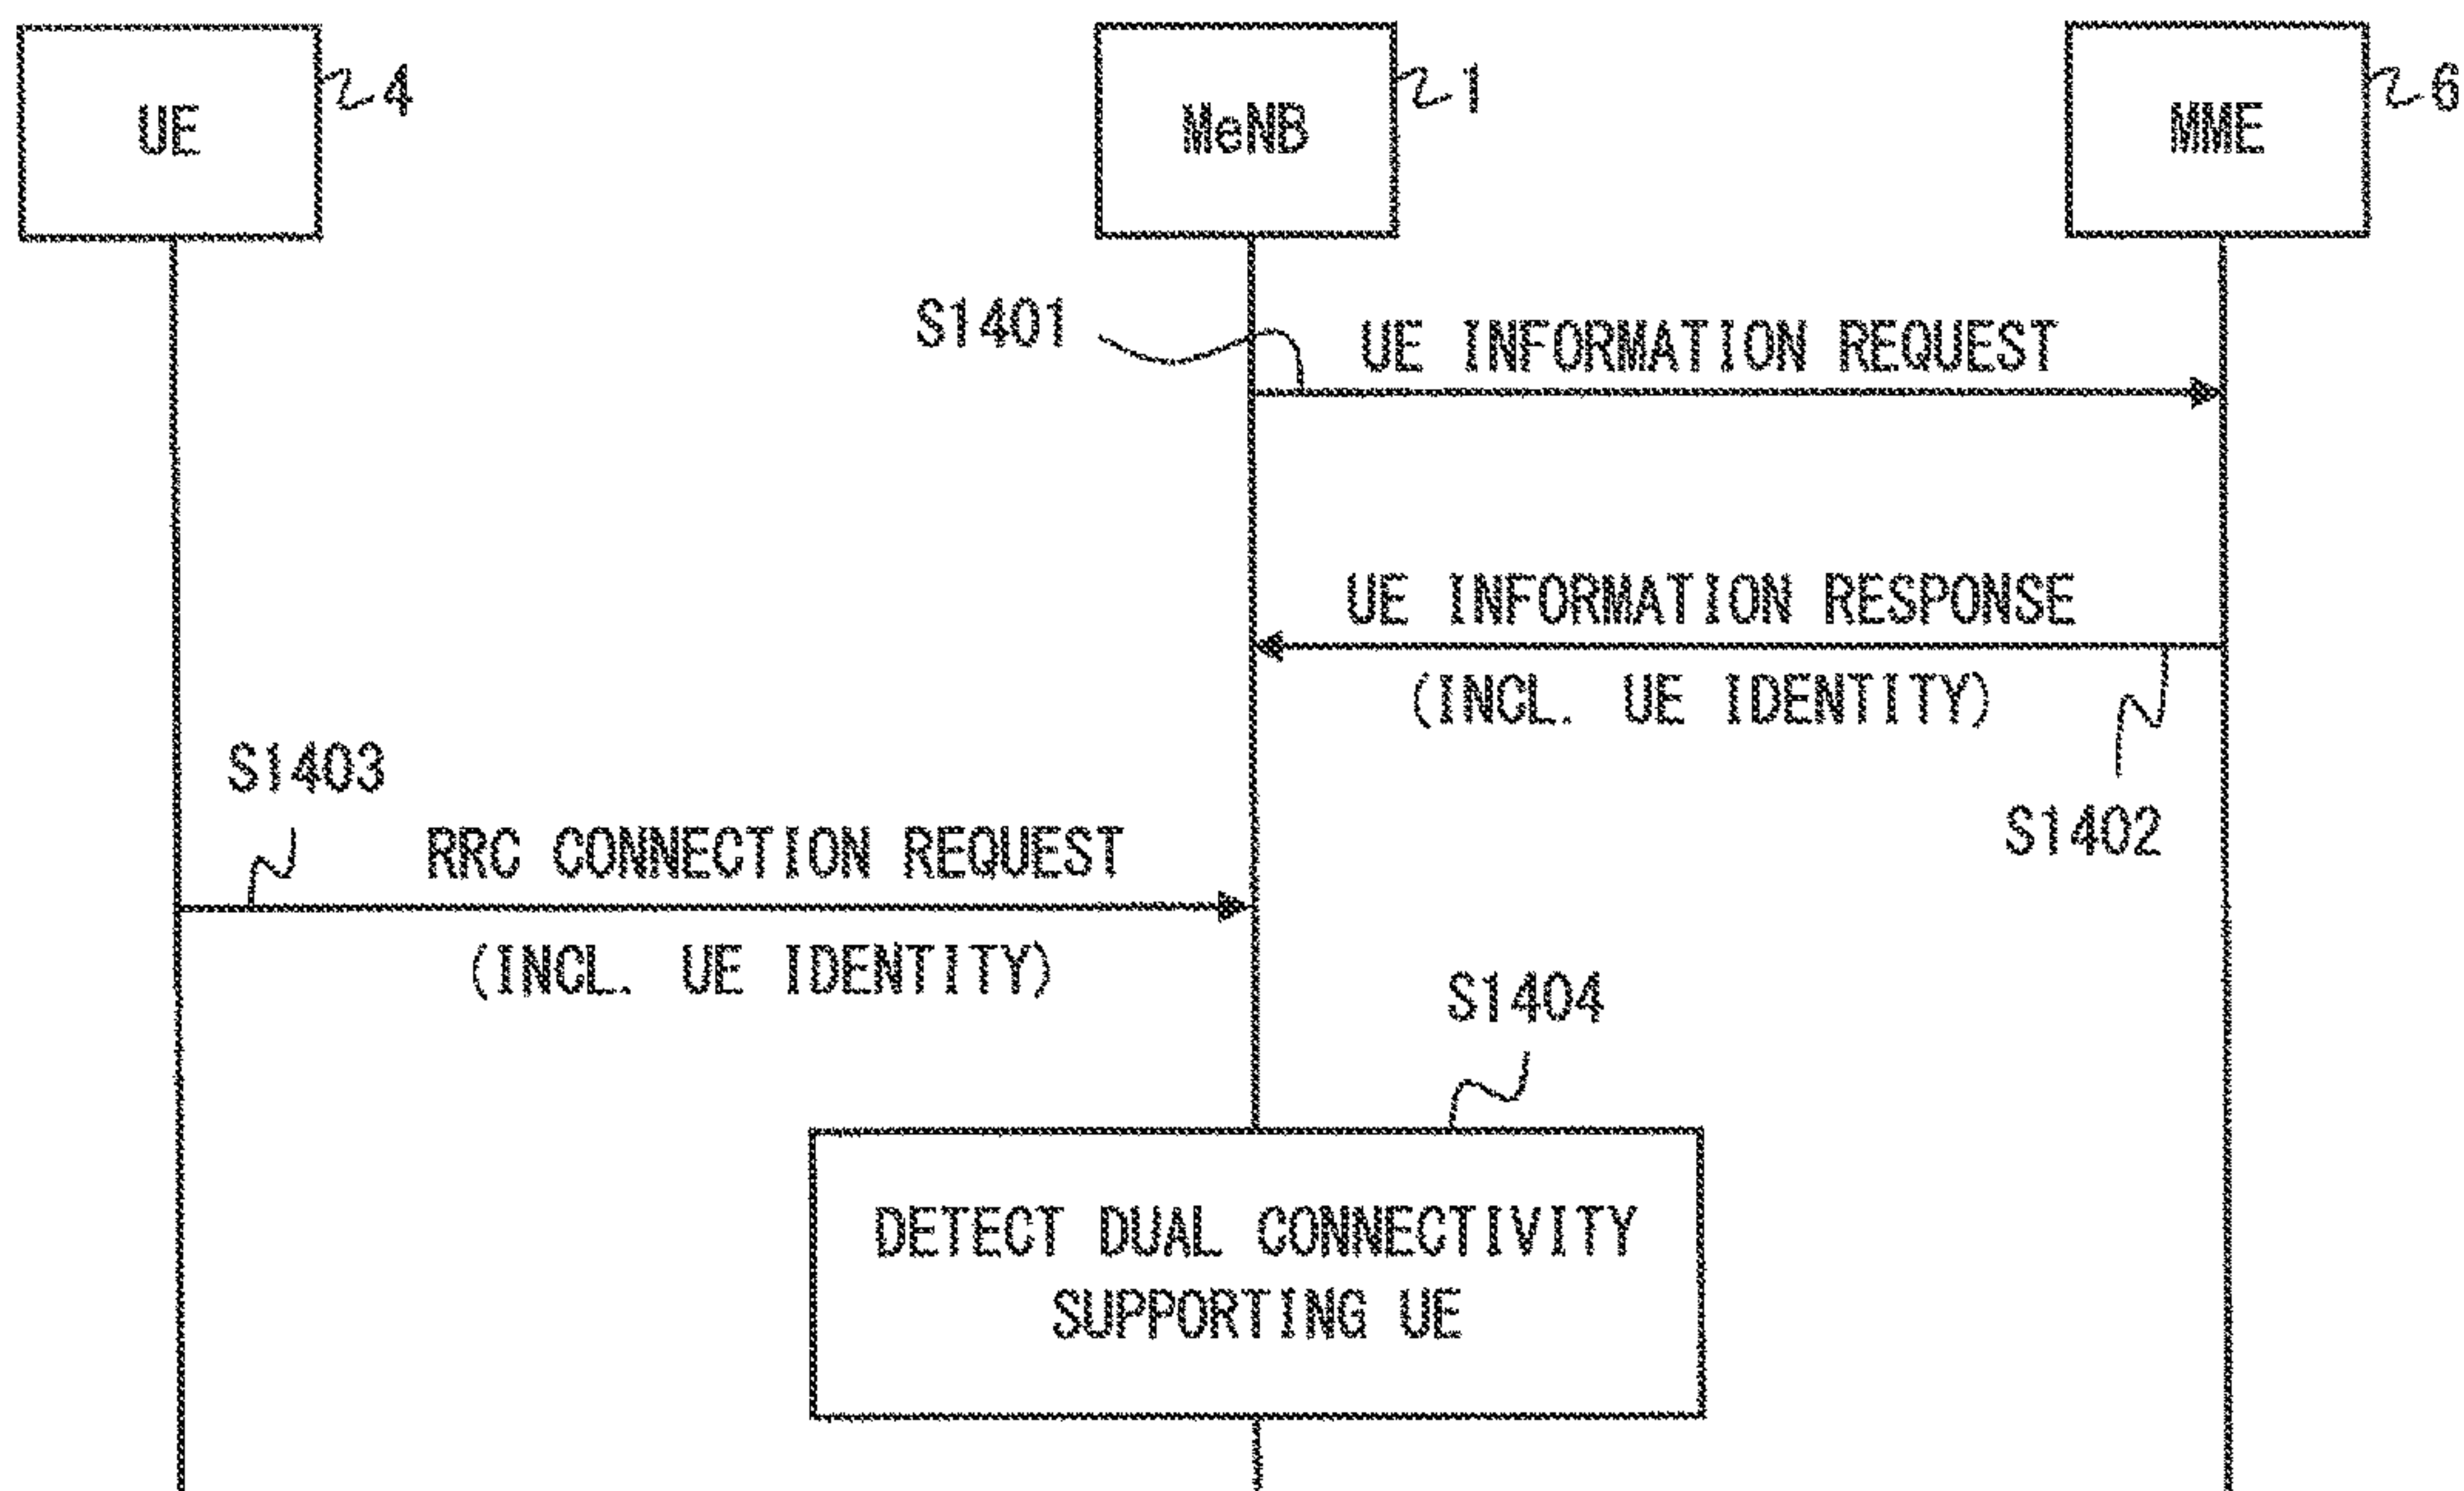 UE
4
MeNB
1
MME
6
S1401
UE INFORMATION REQUEST
UE INFORMATION RESPONSE
(INCL. UE IDENTITY)
S1402
S1403
RRC CONNECTION REQUEST
(INCL. UE IDENTITY)
S1404
DETECT DUAL CONNECTIVITY
SUPPORTING UE